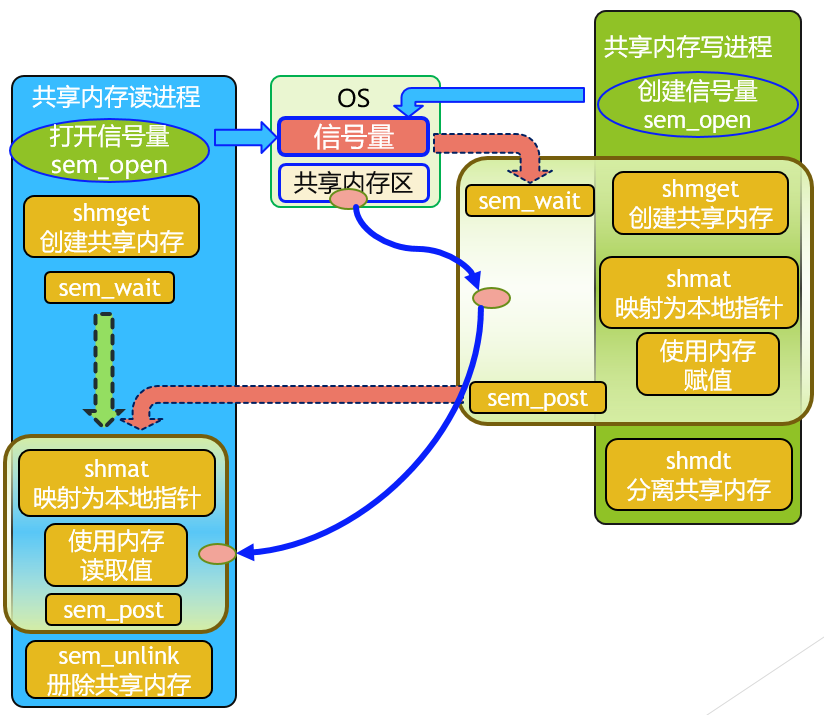 共享内存读进程
打开信号量
sem_open
shmget
创建共享内存
sem_wait
shmat
映射为本地指针
使用内存
读取值
sem_post
sem_unlink
册除共享内存
OS
信号量
共享内存区
共享内存写进程
创建信号量
sem_open
sem_wait
shmget
创建共享内存
shmat
映射为本地指针
使用内存
赋值
sem_post
shmdt
分离共享内存